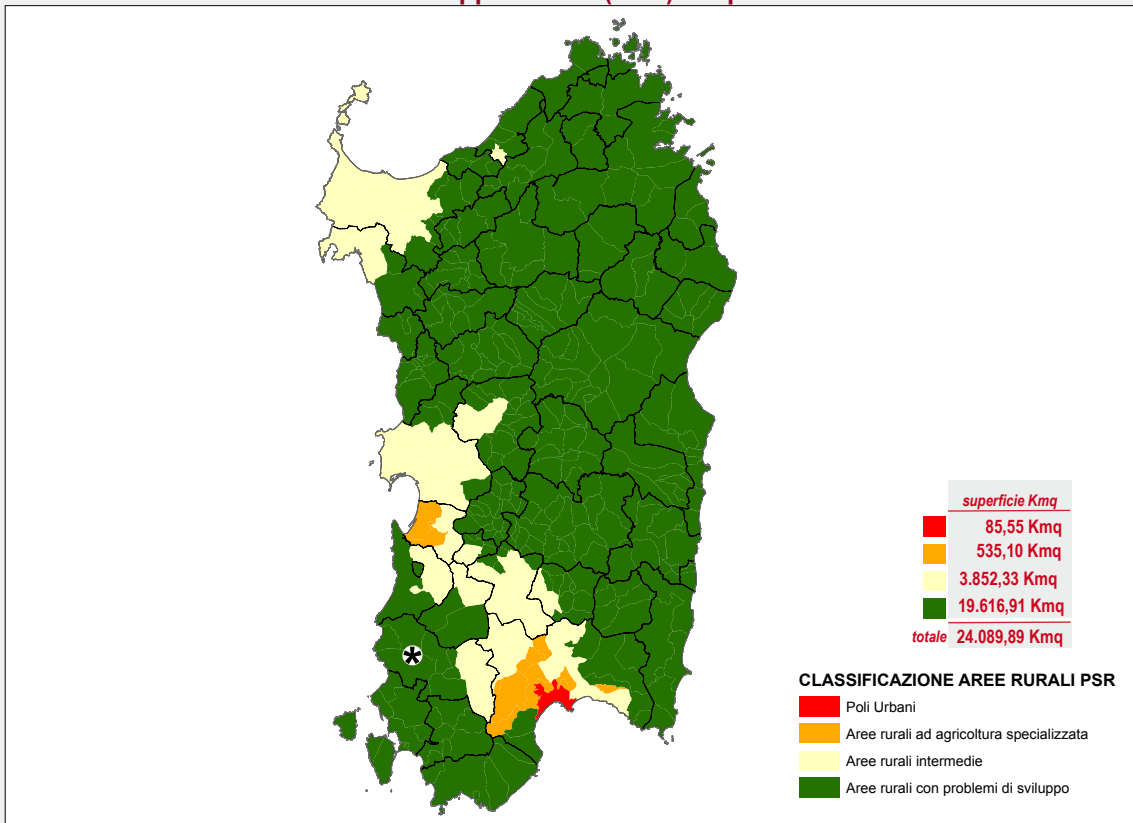 superficie Kmq
85,55 Kmq
535,10 Kmq
3.852,33 Kmq
19.616,91 Kmq
totale 24.089,89 Kmq
*
CLASSIFICAZIONE AREE RURALI PSR
Poli Urbani
Aree rurali ad agricoltura specializzata
Aree rurali intermedie
Aree rurali con problemi di sviluppo